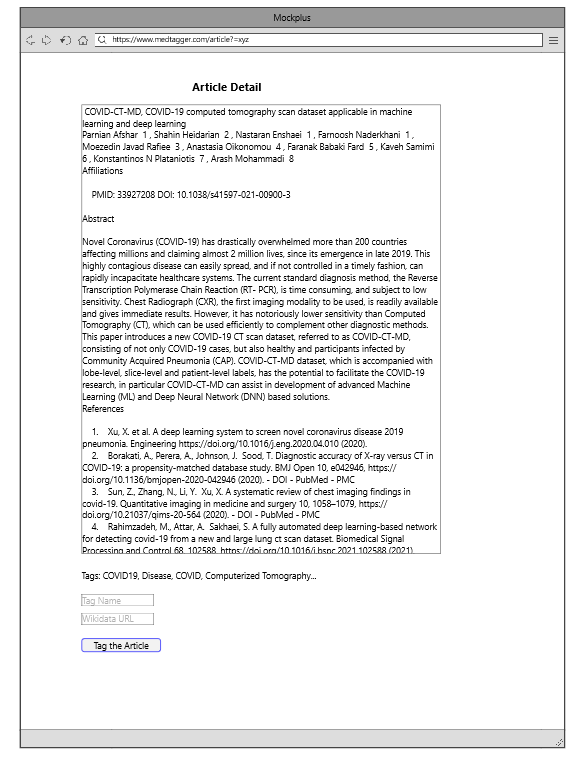 Mockplus
https://www.medtagger.com/article?=xyz
Article Detail
COVID-CT-MD, COVID-19 computed tomography scan dataset applicable in machine
learning and deep learning
Parnian Afshar 1 , Shahin Heidarian 2 , Nastaran Enshaei 1 , Farnoosh Naderkhani 1 ,
Moezedin Javad Rafiee 3 , Anastasia Oikonomou 4 , Faranak Babaki Fard 5 , Kaveh Samimi
6 , Konstantinos N Plataniotis 7 , Arash Mohammadi 8
Affiliations
PMID: 33927208 DOI: 10.1038/s41597-021-00900-3
Abstract
Novel Coronavirus (COVID-19) has drastically overwhelmed more than 200 countries
affecting millions and claiming almost 2 million lives, since its emergence in late 2019. This
highly contagious disease can easily spread, and if not controlled in a timely fashion, can
rapidly incapacitate healthcare systems. The current standard diagnosis method, the Reverse
Transcription Polymerase Chain Reaction (RT- PCR), is time consuming, and subject to low
sensitivity. Chest Radiograph (CXR), the first imaging modality to be used, is readily available
and gives immediate results. However, it has notoriously lower sensitivity than Computed
Tomography (CT), which can be used efficiently to complement other diagnostic methods.
This paper introduces a new COVID-19 CT scan dataset, referred to as COVID-CT-MD,
consisting of not only COVID-19 cases, but also healthy and participants infected by
Community Acquired Pneumonia (CAP). COVID-CT-MD dataset, which is accompanied with
lobe-level, slice-level and patient-level labels, has the potential to facilitate the COVID-19
research, in particular COVID-CT-MD can assist in development of advanced Machine
Learning (ML) and Deep Neural Network (DNN) based solutions.
References
1. Xu, X. et al. A deep learning system to screen novel coronavirus disease 2019
pneumonia. Engineering https://doi.org/10.1016/j.eng.2020.04.010 (2020).
2. Borakati, A., Perera, A., Johnson, J. Sood, T. Diagnostic accuracy of X-ray versus CT in
COVID-19: a propensity-matched database study. BMJ Open 10, e042946, https://
doi.org/10.1136/bmjopen-2020-042946 (2020). - DOI - PubMed - PMC
3. Sun, Z., Zhang, N., Li, Y. Xu, X. A systematic review of chest imaging findings in
covid-19. Quantitative imaging in medicine and surgery 10, 1058–1079, https://
doi.org/10.21037/qims-20-564 (2020). - DOI - PubMed - PMC
4. Rahimzadeh, M., Attar, A. Sakhaei, S. A fully automated deep learning-based network
for detecting covid-19 from a new and large lung ct scan dataset. Biomedical Signal
Processing and Control 68, 102588, https://doi.org/10.1016/j.bspc.2021.102588 (2021)
Tags: COVID19, Disease, COVID, Computerized Tomography...
Tag Name
Wikidata URL
Tag the Article